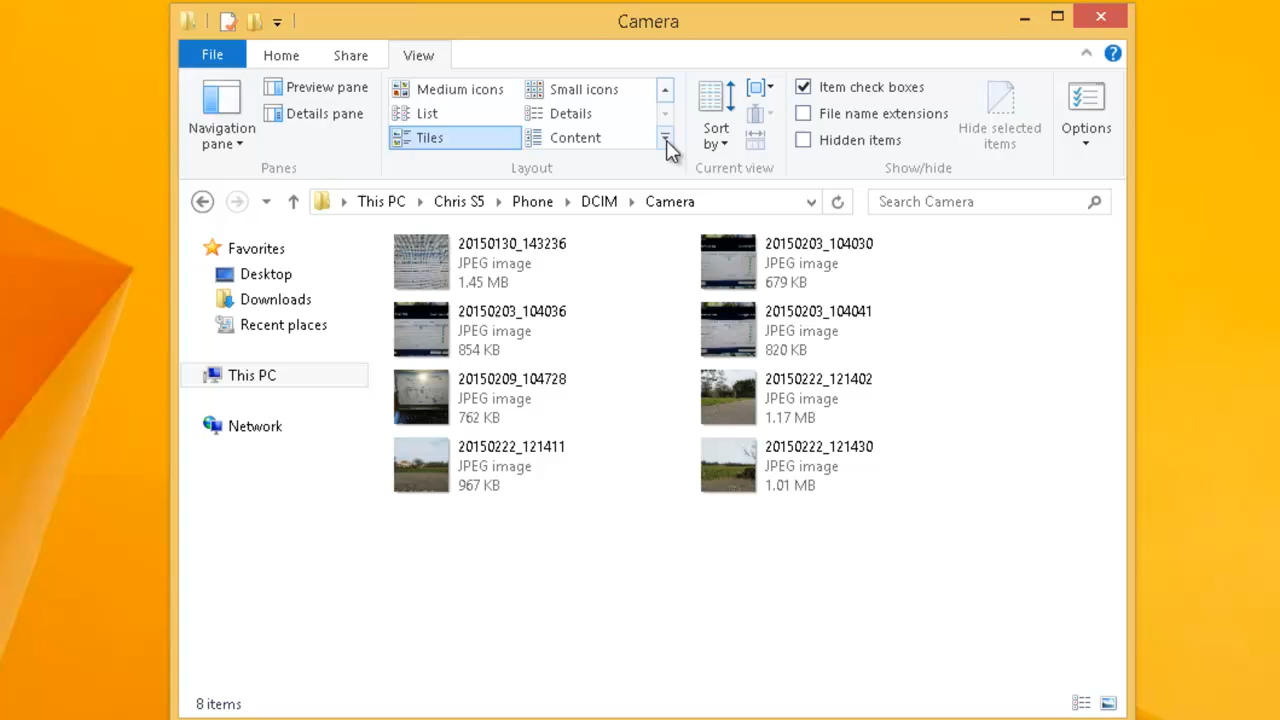 Camera
File Home Share View
Navigation pane
Preview pane
Details pane
Panes
Medium icons Small icons
List Details
Tiles Content
Layout
Sort by
Current view
Item check boxes
File name extensions
Hidden items
Hide selected items
Show/hide
Options
This PC Chris S5 Phone DCIM Camera
Search Camera
Favorites
Desktop
Downloads
Recent places
This PC
Network
20150130_143236
JPEG image
1.45 MB
20150203_104030
JPEG image
679 KB
20150203_104036
JPEG image
854 KB
20150203_104041
JPEG image
820 KB
20150209_104728
JPEG image
762 KB
20150222_121402
JPEG image
1.17 MB
20150222_121411
JPEG image
967 KB
20150222_121430
JPEG image
1.01 MB
8 items